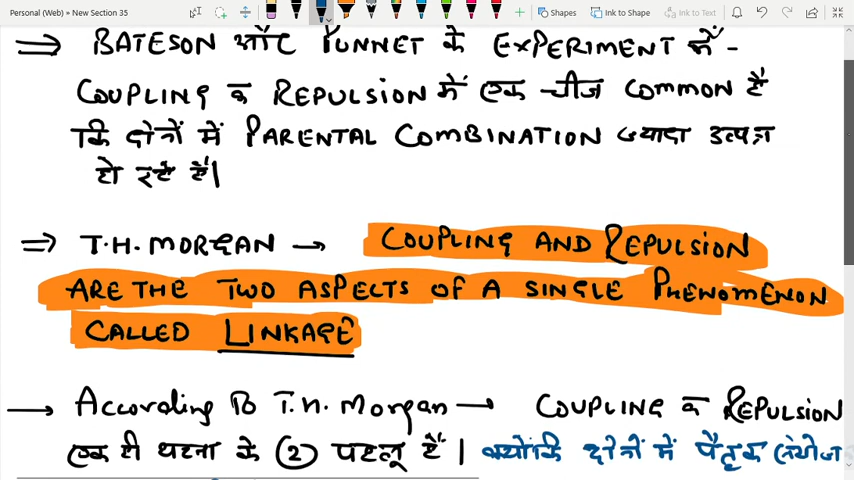 Personal (Web) » New Section 35
Shapes
Ink to Shape
Ink to Text
⇒ BATESON और PUNNET के EXPERIMENT में -
COUPLING व REPULSION में एक चीज COMMON है
कि दोनों में PARENTAL COMBINATION ज्यादा उत्पन्न
हो रहे हैं।
⇒ T.H. MORGAN → COUPLING AND REPULSION
ARE THE TWO ASPECTS OF A SINGLE PHENOMENON
CALLED LINKAGE
→ According To T.H. Morgan → COUPLING व REPULSION
एक ही घटना के (2) पहलू हैं। क्योंकि दोनों में पैतृक